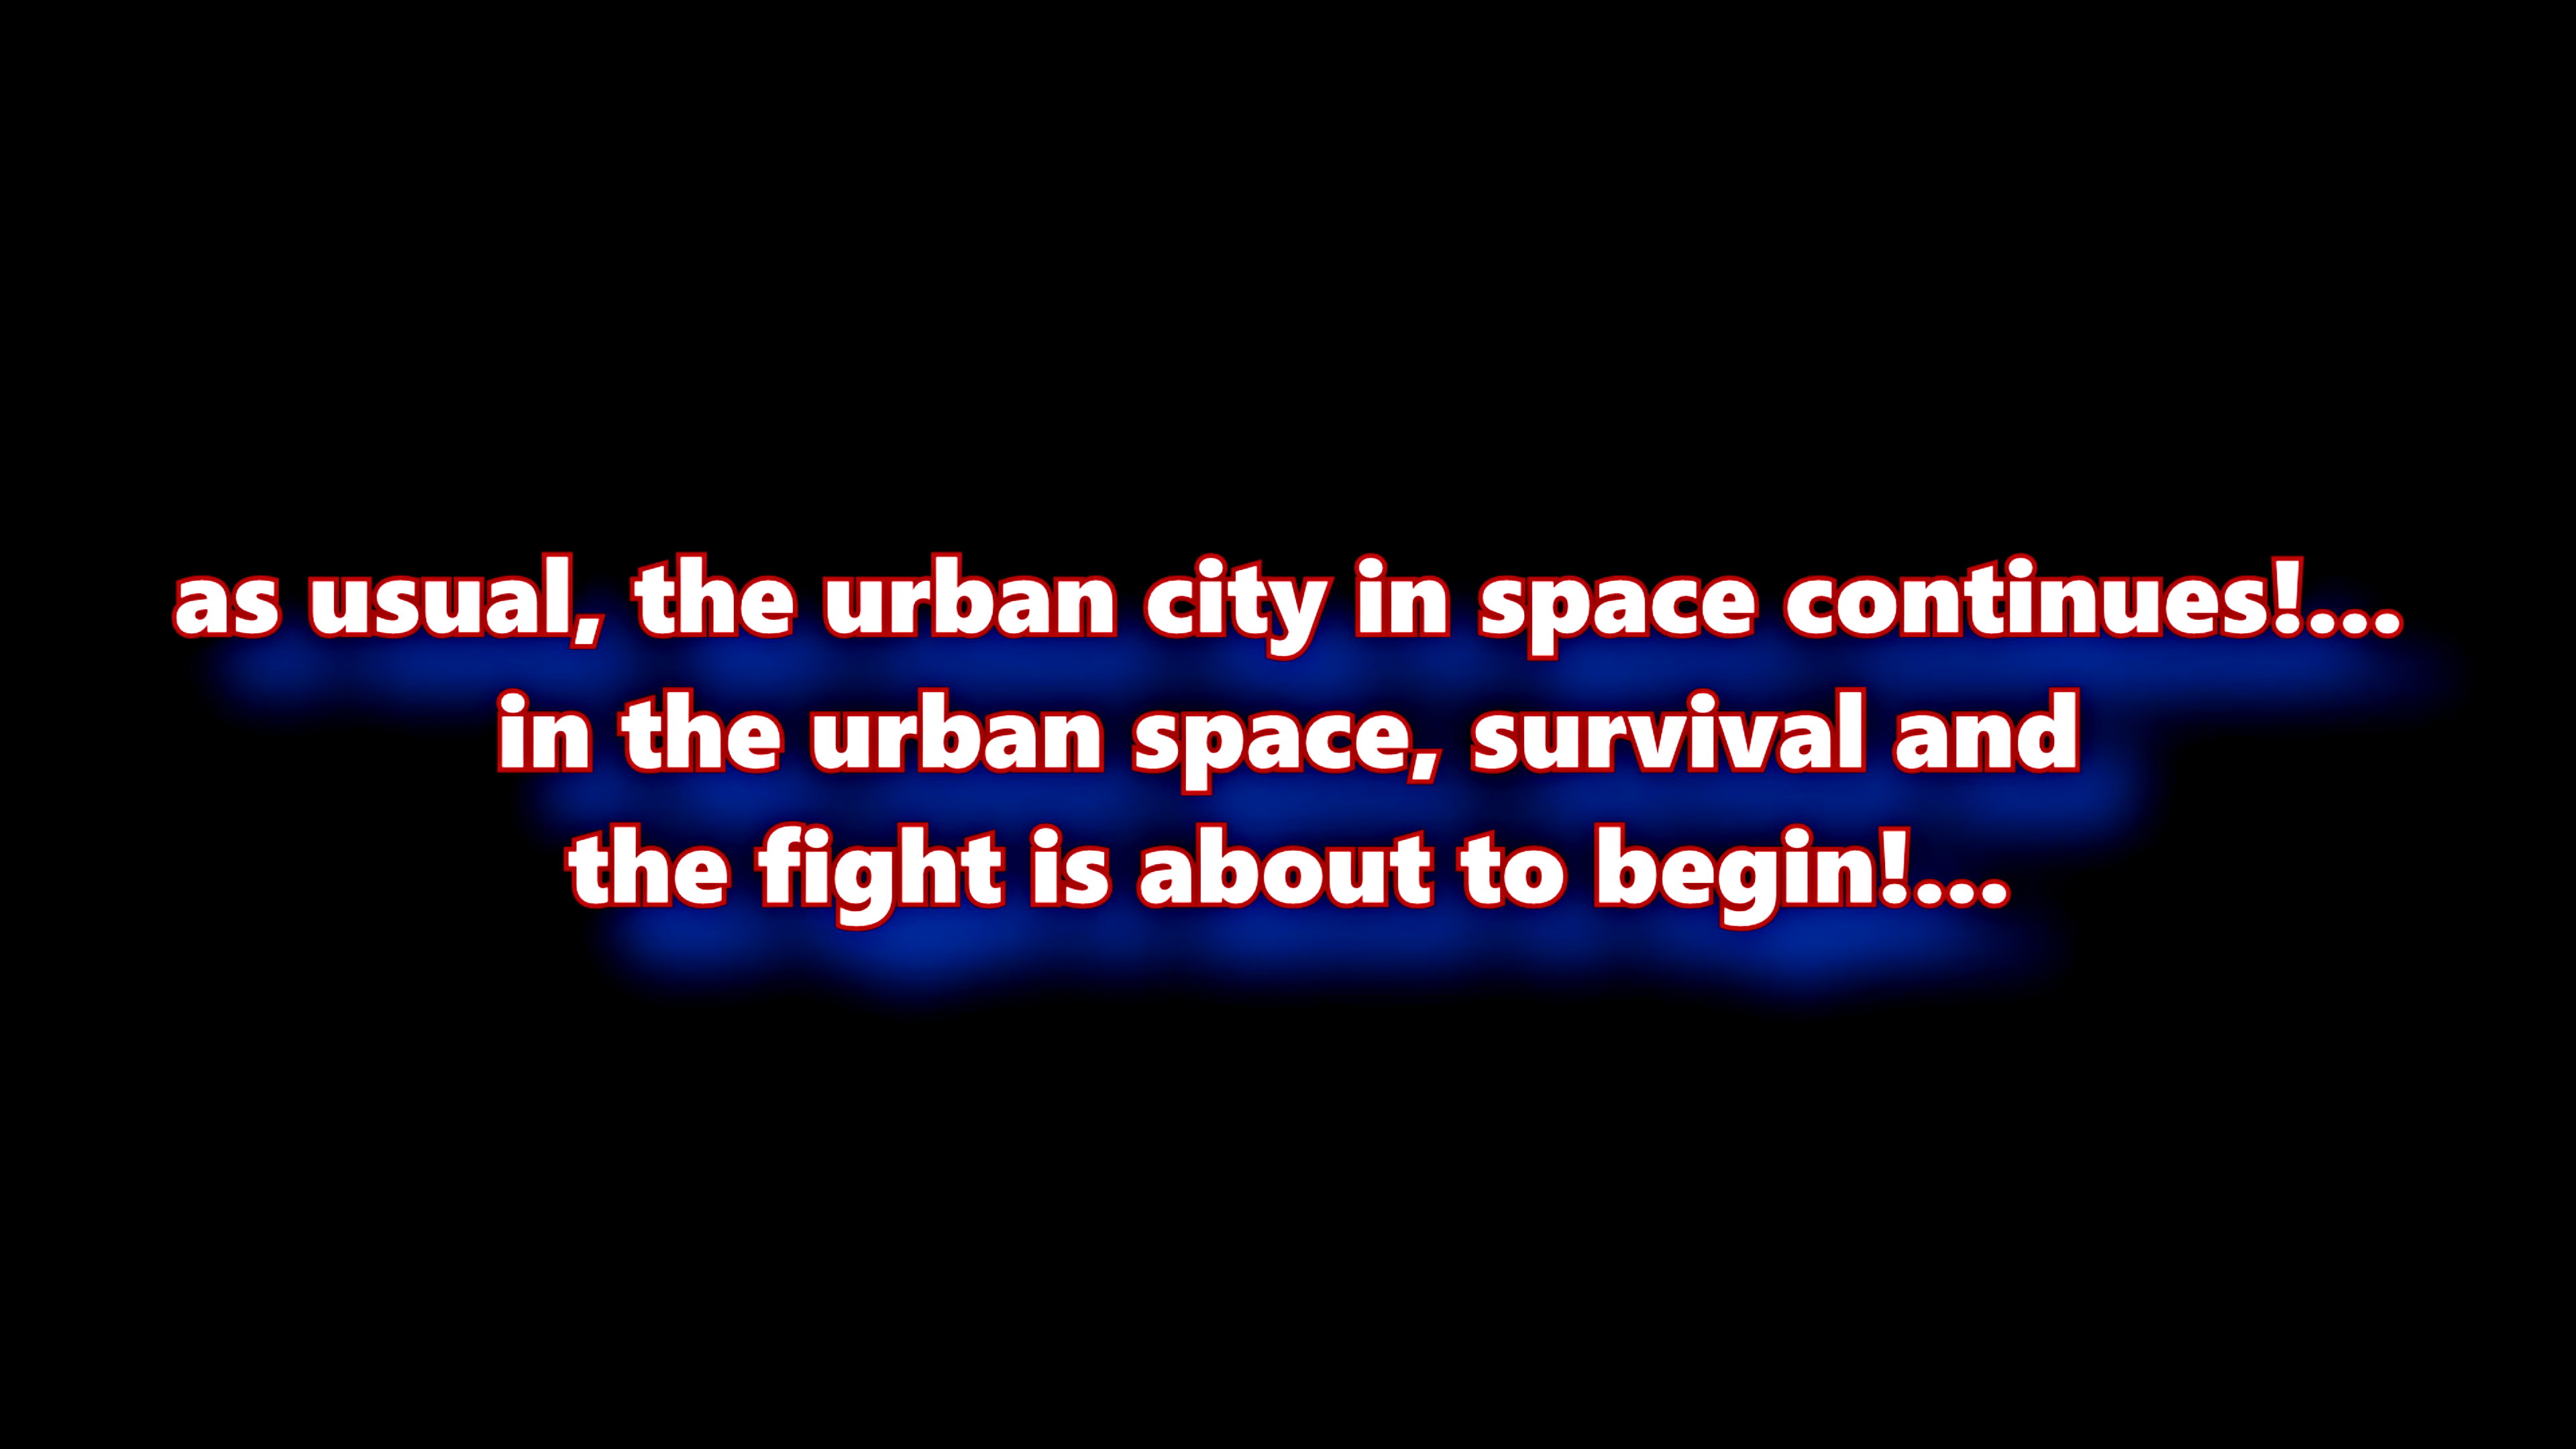 as usual, the urban city in space continues!...
in the urban space, survival and
the fight is about to begin!...